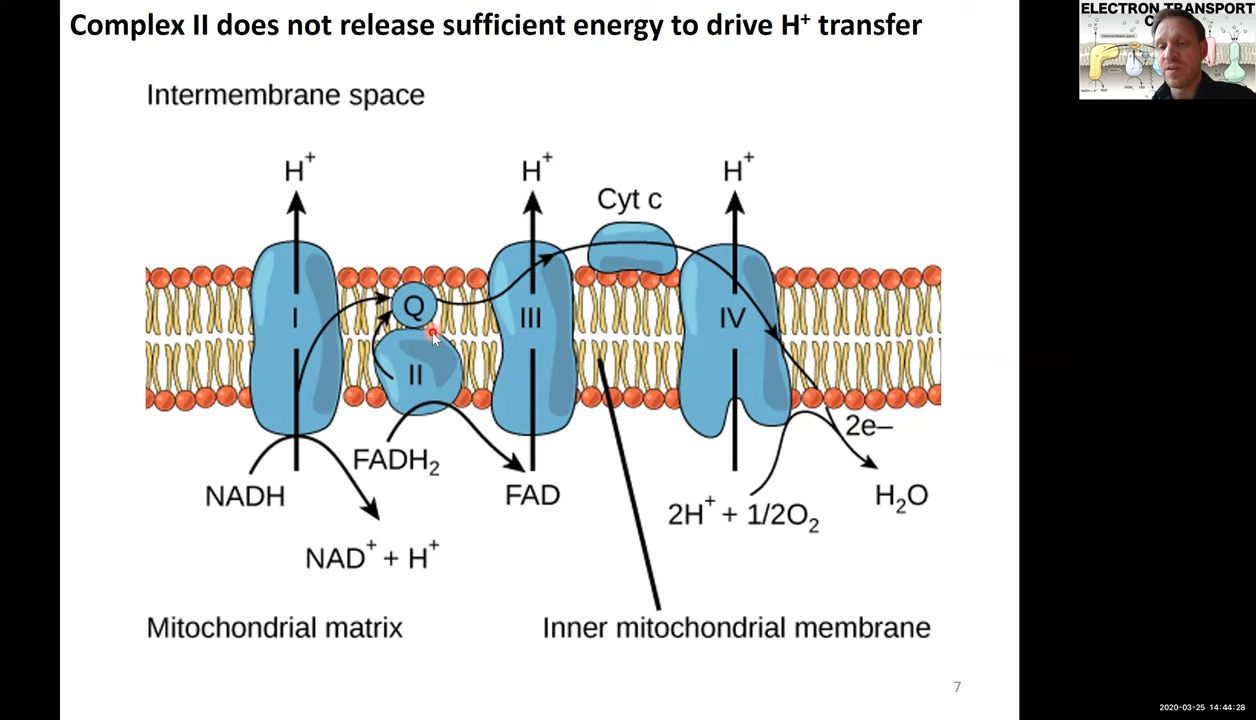 Complex II does not release sufficient energy to drive H⁺ transfer
ELECTRON TRANSPORT
Intermembrane space
H⁺
H⁺
H⁺
Cyt c
I
Q
II
III
IV
2e–
NADH
FADH₂
FAD
2H⁺ + 1/2O₂
H₂O
NAD⁺ + H⁺
Mitochondrial matrix
Inner mitochondrial membrane
7
2020-03-25 14:44:28